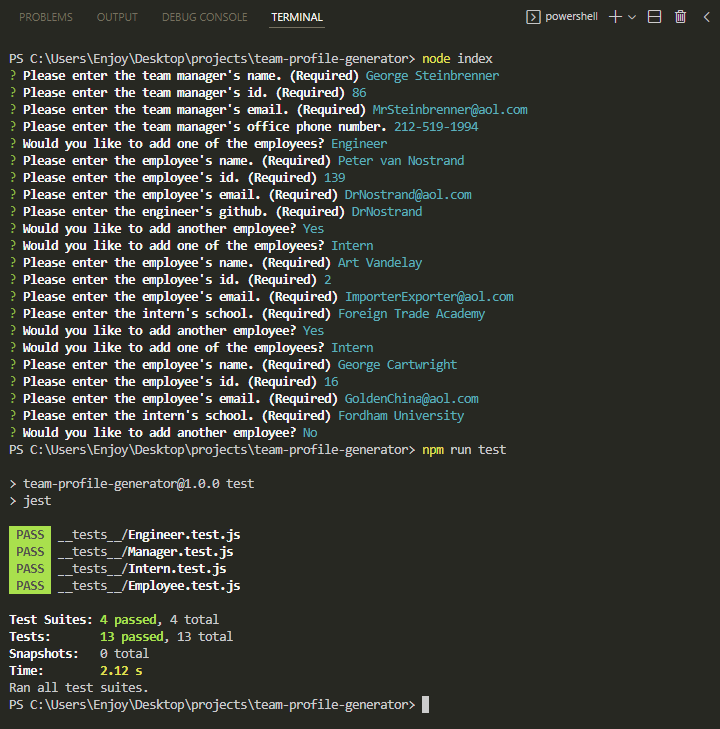 PROBLEMS OUTPUT DEBUG CONSOLE TERMINAL powershell
PS C:\Users\Enjoy\Desktop\projects\team-profile-generator> node index
? Please enter the team manager's name. (Required) George Steinbrenner
? Please enter the team manager's id. (Required) 86
? Please enter the team manager's email. (Required) MrSteinbrenner@aol.com
? Please enter the team manager's office phone number. 212-519-1994
? Would you like to add one of the employees? Engineer
? Please enter the employee's name. (Required) Peter van Nostrand
? Please enter the employee's id. (Required) 139
? Please enter the employee's email. (Required) DrNostrand@aol.com
? Please enter the engineer's github. (Required) DrNostrand
? Would you like to add another employee? Yes
? Would you like to add one of the employees? Intern
? Please enter the employee's name. (Required) Art Vandelay
? Please enter the employee's id. (Required) 2
? Please enter the employee's email. (Required) ImporterExporter@aol.com
? Please enter the intern's school. (Required) Foreign Trade Academy
? Would you like to add another employee? Yes
? Would you like to add one of the employees? Intern
? Please enter the employee's name. (Required) George Cartwright
? Please enter the employee's id. (Required) 16
? Please enter the employee's email. (Required) GoldenChina@aol.com
? Please enter the intern's school. (Required) Fordham University
? Would you like to add another employee? No
PS C:\Users\Enjoy\Desktop\projects\team-profile-generator> npm run test
> team-profile-generator@1.0.0 test
> jest
PASS __tests__/Engineer.test.js
PASS __tests__/Manager.test.js
PASS __tests__/Intern.test.js
PASS __tests__/Employee.test.js
Test Suites: 4 passed, 4 total
Tests: 13 passed, 13 total
Snapshots: 0 total
Time: 2.12 s
Ran all test suites.
PS C:\Users\Enjoy\Desktop\projects\team-profile-generator>